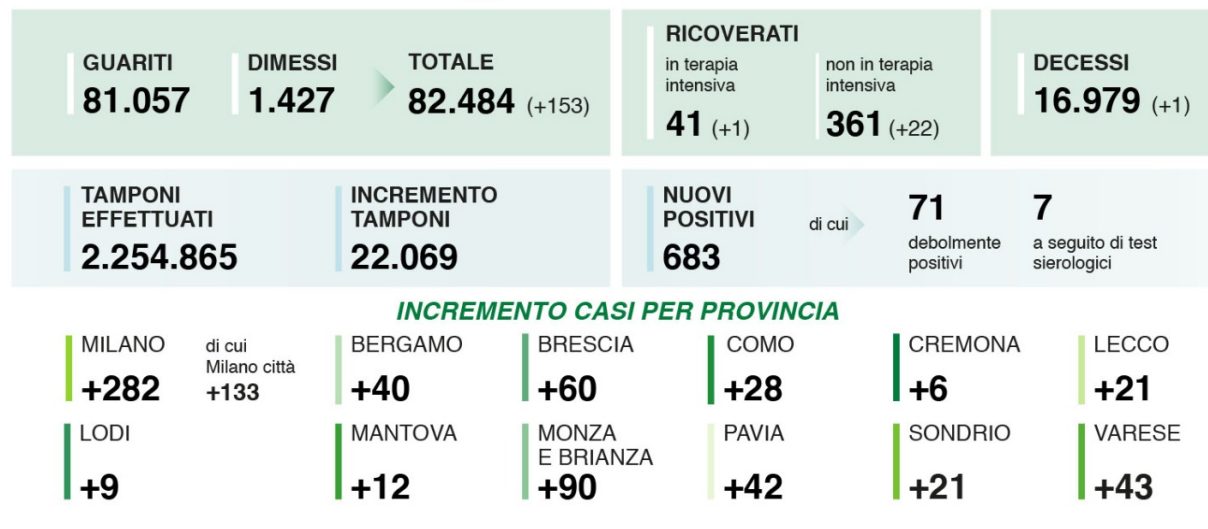 GUARITI
81.057
DIMESSI
1.427
TOTALE
82.484 (+153)
RICOVERATI
in terapia
intensiva
41 (+1)
non in terapia
intensiva
361 (+22)
DECESSI
16.979 (+1)
TAMPONI
EFFETTUATI
2.254.865
INCREMENTO
TAMPONI
22.069
NUOVI
POSITIVI
683
di cui
71
debolmente
positivi
7
a seguito di test
sierologici
INCREMENTO CASI PER PROVINCIA
MILANO
+282
di cui
Milano città
+133
BERGAMO
+40
BRESCIA
+60
COMO
+28
CREMONA
+6
LECCO
+21
LODI
+9
MANTOVA
+12
MONZA
E BRIANZA
+90
PAVIA
+42
SONDRIO
+21
VARESE
+43